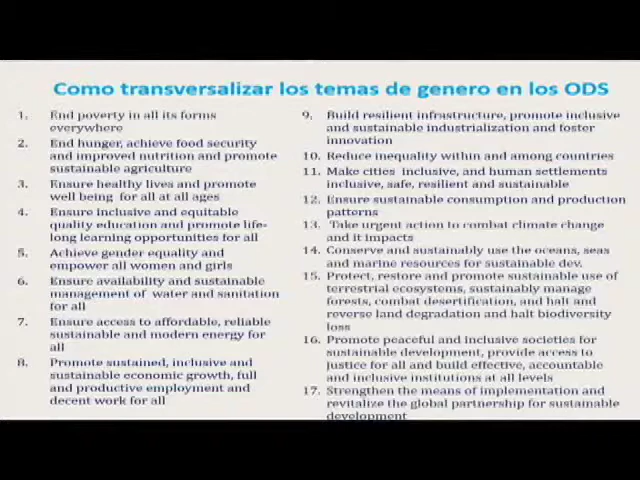 Como transversalizar los temas de genero en los ODS
1. End poverty in all its forms
everywhere
2. End hunger, achieve food security
and improved nutrition and promote
sustainable agriculture
3. Ensure healthy lives and promote
well being for all at all ages
4. Ensure inclusive and equitable
quality education and promote life-
long learning opportunities for all
5. Achieve gender equality and
empower all women and girls
6. Ensure availability and sustainable
management of water and sanitation
for all
7. Ensure access to affordable, reliable
sustainable and modern energy for
all
8. Promote sustained, inclusive and
sustainable economic growth, full
and productive employment and
decent work for all
9. Build resilient infrastructure, promote inclusive
and sustainable industrialization and foster
innovation
10. Reduce inequality within and among countries
11. Make cities inclusive, and human settlements
inclusive, safe, resilient and sustainable
12. Ensure sustainable consumption and production
patterns
13. Take urgent action to combat climate change
and it impacts
14. Conserve and sustainably use the oceans, seas
and marine resources for sustainable dev.
15. Protect, restore and promote sustainable use of
terrestrial ecosystems, sustainably manage
forests, combat desertification, and halt and
reverse land degradation and halt biodiversity
loss
16. Promote peaceful and inclusive societies for
sustainable development, provide access to
justice for all and build effective, accountable
and inclusive institutions at all levels
17. Strengthen the means of implementation and
revitalize the global partnership for sustainable
development